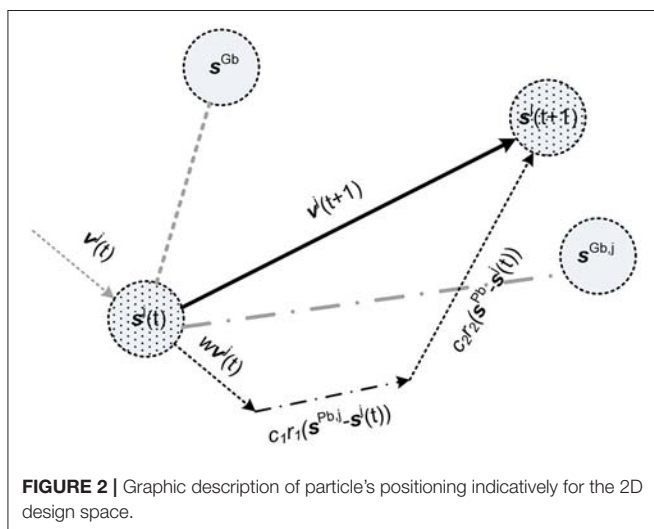 s^Gb
s^j(t+1)
v^j(t+1)
v^j(t)
s^Gb,j
s^j(t)
wv^j(t)
c₂r₂(s^Pb-s^j(t))
c₁r₁(s^Pb,j-s^j(t))
FIGURE 2 | Graphic description of particle's positioning indicatively for the 2D
design space.